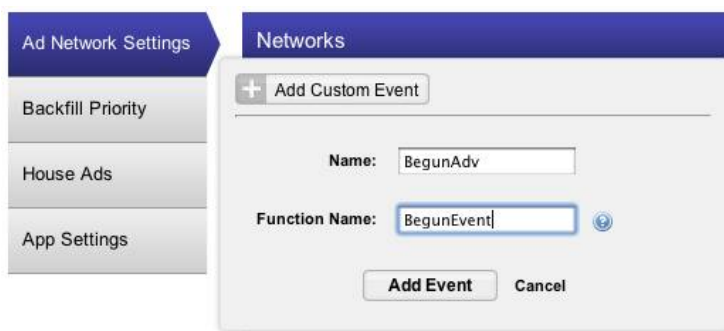 Ad Network Settings
Backfill Priority
House Ads
App Settings
Networks
Add Custom Event
Name: BegunAdv
Function Name: BegunEvent
Add Event Cancel